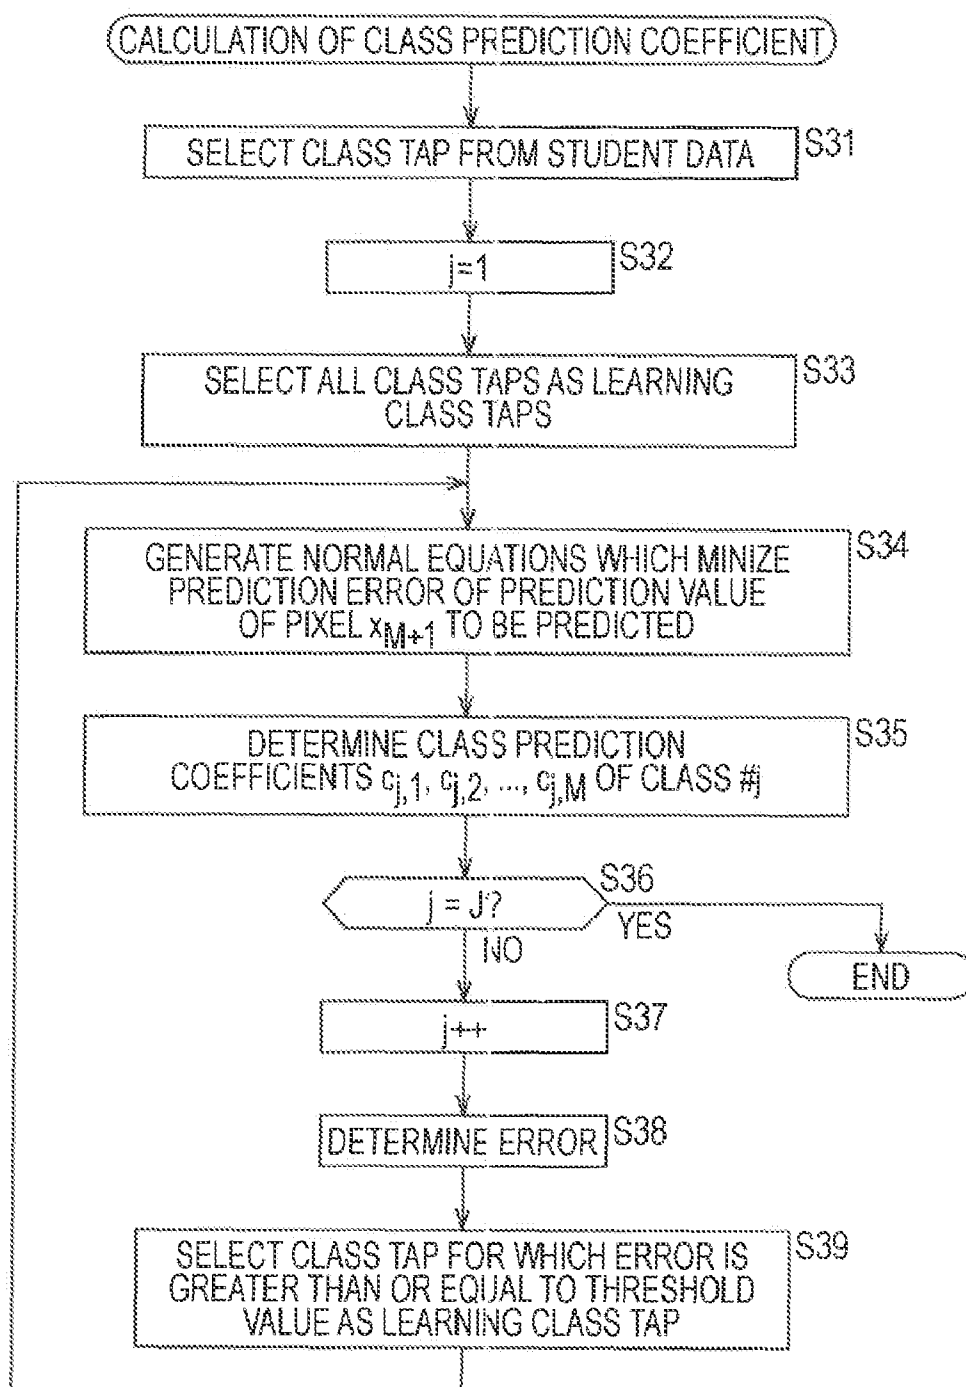 CALCULATION OF CLASS PREDICTION COEFFICIENT
SELECT CLASS TAP FROM STUDENT DATA
S31
j=1
S32
SELECT ALL CLASS TAPS AS LEARNING
CLASS TAPS
S33
GENERATE NORMAL EQUATIONS WHICH MINIZE
PREDICTION ERROR OF PREDICTION VALUE
OF PIXEL xM+1 TO BE PREDICTED
S34
DETERMINE CLASS PREDICTION
COEFFICIENTS cj,1, cj,2, ..., cj,M OF CLASS #j
S35
j = J?
S36
YES
NO
END
j++
S37
DETERMINE ERROR
S38
SELECT CLASS TAP FOR WHICH ERROR IS
GREATER THAN OR EQUAL TO THRESHOLD
VALUE AS LEARNING CLASS TAP
S39